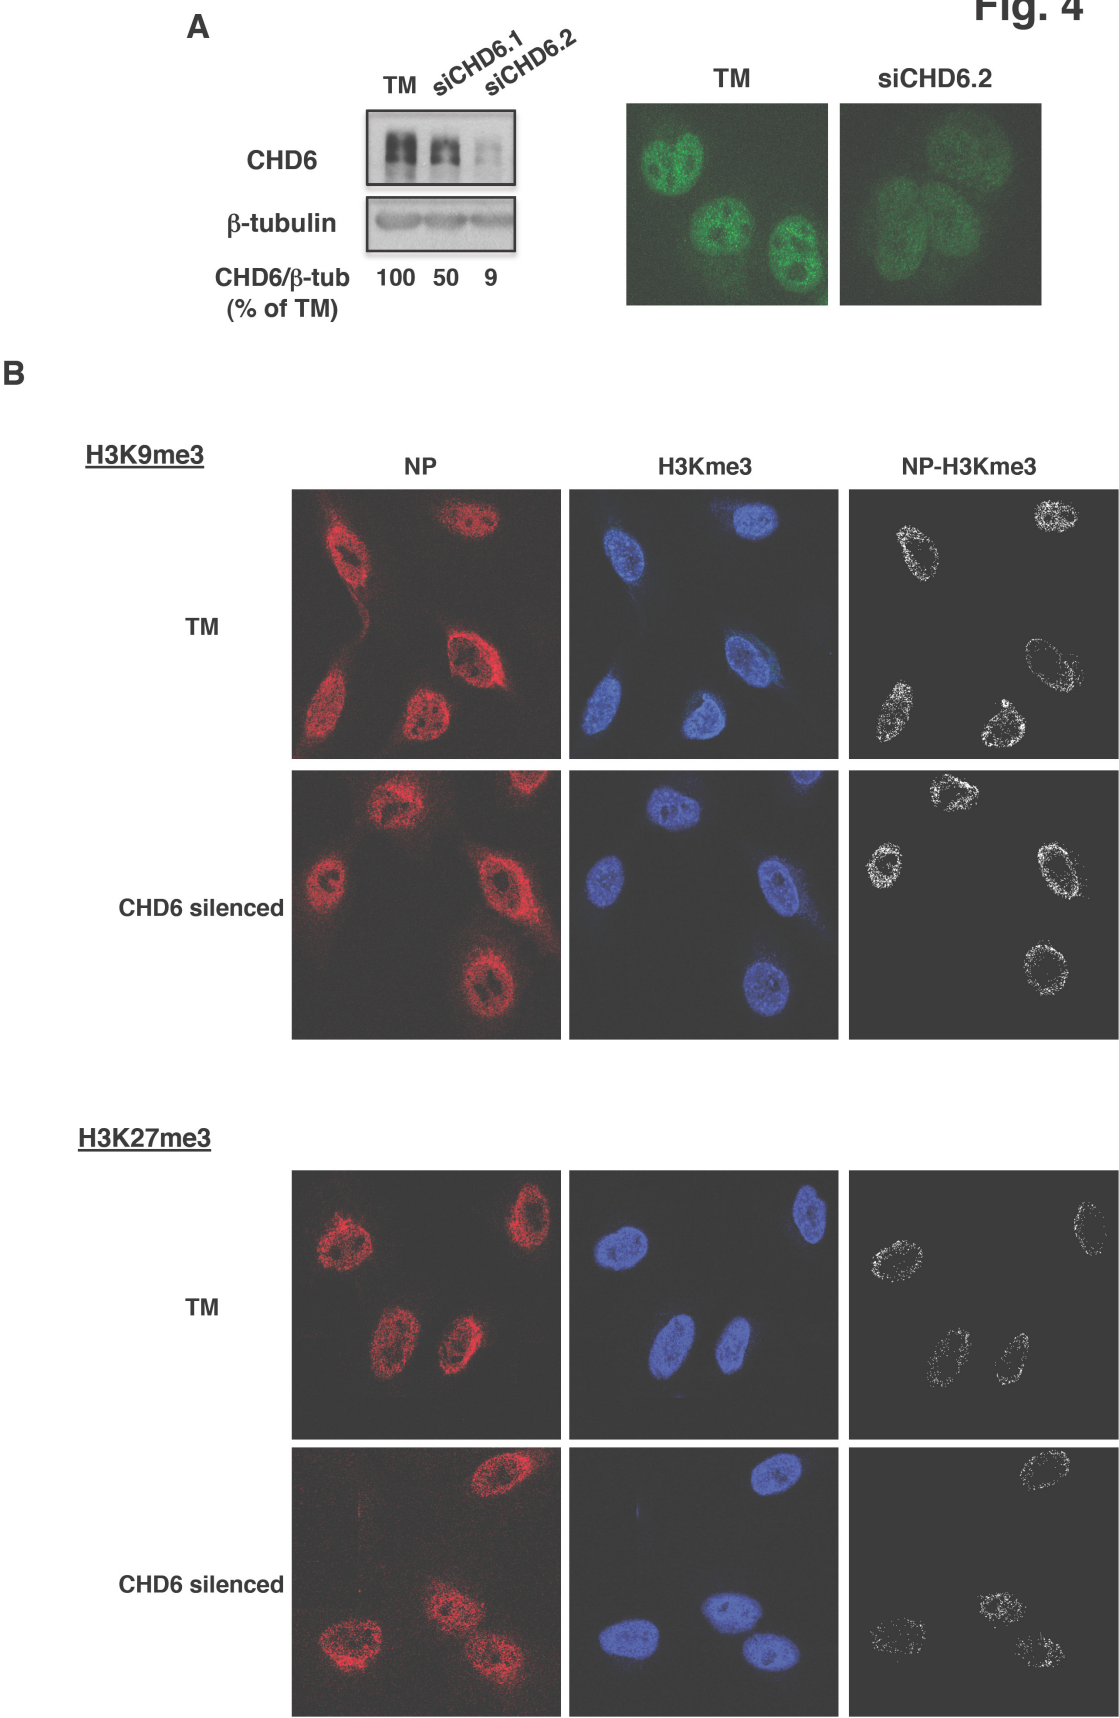 Fig. 4
A
TM siCHD6.1 siCHD6.2
CHD6
β-tubulin
CHD6/β-tub 100 50 9
(% of TM)
TM siCHD6.2
B
H3K9me3
NP H3Kme3 NP-H3Kme3
TM
CHD6 silenced
H3K27me3
TM
CHD6 silenced